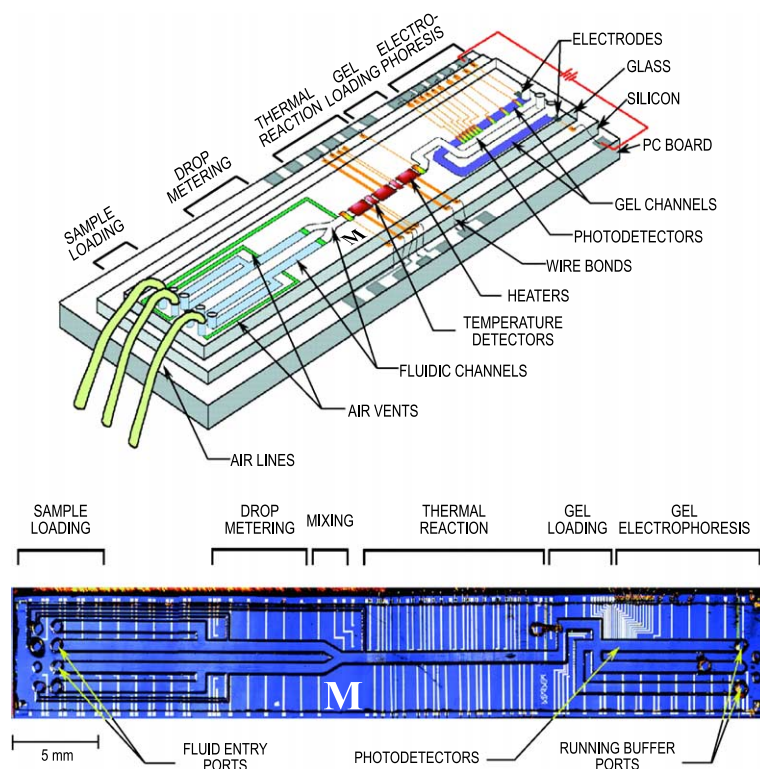 SAMPLE
LOADING
DROP
METERING
THERMAL
REACTION
GEL
LOADING
ELECTRO-
PHORESIS
ELECTRODES
GLASS
SILICON
PC BOARD
GEL CHANNELS
PHOTODETECTORS
WIRE BONDS
HEATERS
TEMPERATURE
DETECTORS
FLUIDIC CHANNELS
AIR VENTS
AIR LINES
M
SAMPLE
LOADING
DROP
METERING
MIXING
THERMAL
REACTION
GEL
LOADING
GEL
ELECTROPHORESIS
M
5 mm
FLUID ENTRY
PORTS
PHOTODETECTORS
RUNNING BUFFER
PORTS